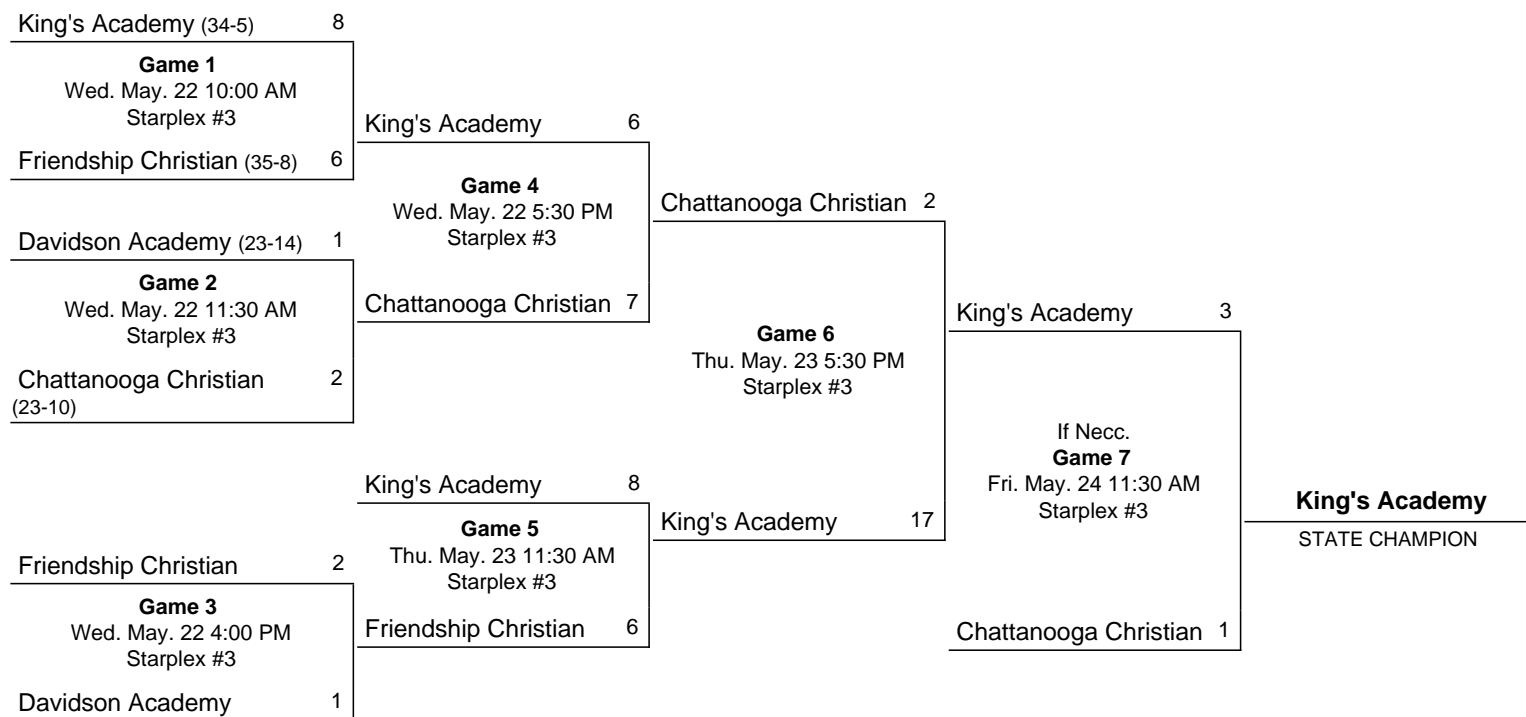 King's Academy (34-5) 8
Game 1
Wed. May. 22 10:00 AM
Starplex #3
Friendship Christian (35-8) 6
Davidson Academy (23-14) 1
Game 2
Wed. May. 22 11:30 AM
Starplex #3
Chattanooga Christian 2
(23-10)
Friendship Christian 2
Game 3
Wed. May. 22 4:00 PM
Starplex #3
Davidson Academy 1
King's Academy 6
Game 4
Wed. May. 22 5:30 PM
Starplex #3
Chattanooga Christian 7
King's Academy 8
Game 5
Thu. May. 23 11:30 AM
Starplex #3
Friendship Christian 6
Chattanooga Christian 2
Game 6
Thu. May. 23 5:30 PM
Starplex #3
King's Academy 17
King's Academy 3
If Necc.
Game 7
Fri. May. 24 11:30 AM
Starplex #3
Chattanooga Christian 1
King's Academy
STATE CHAMPION